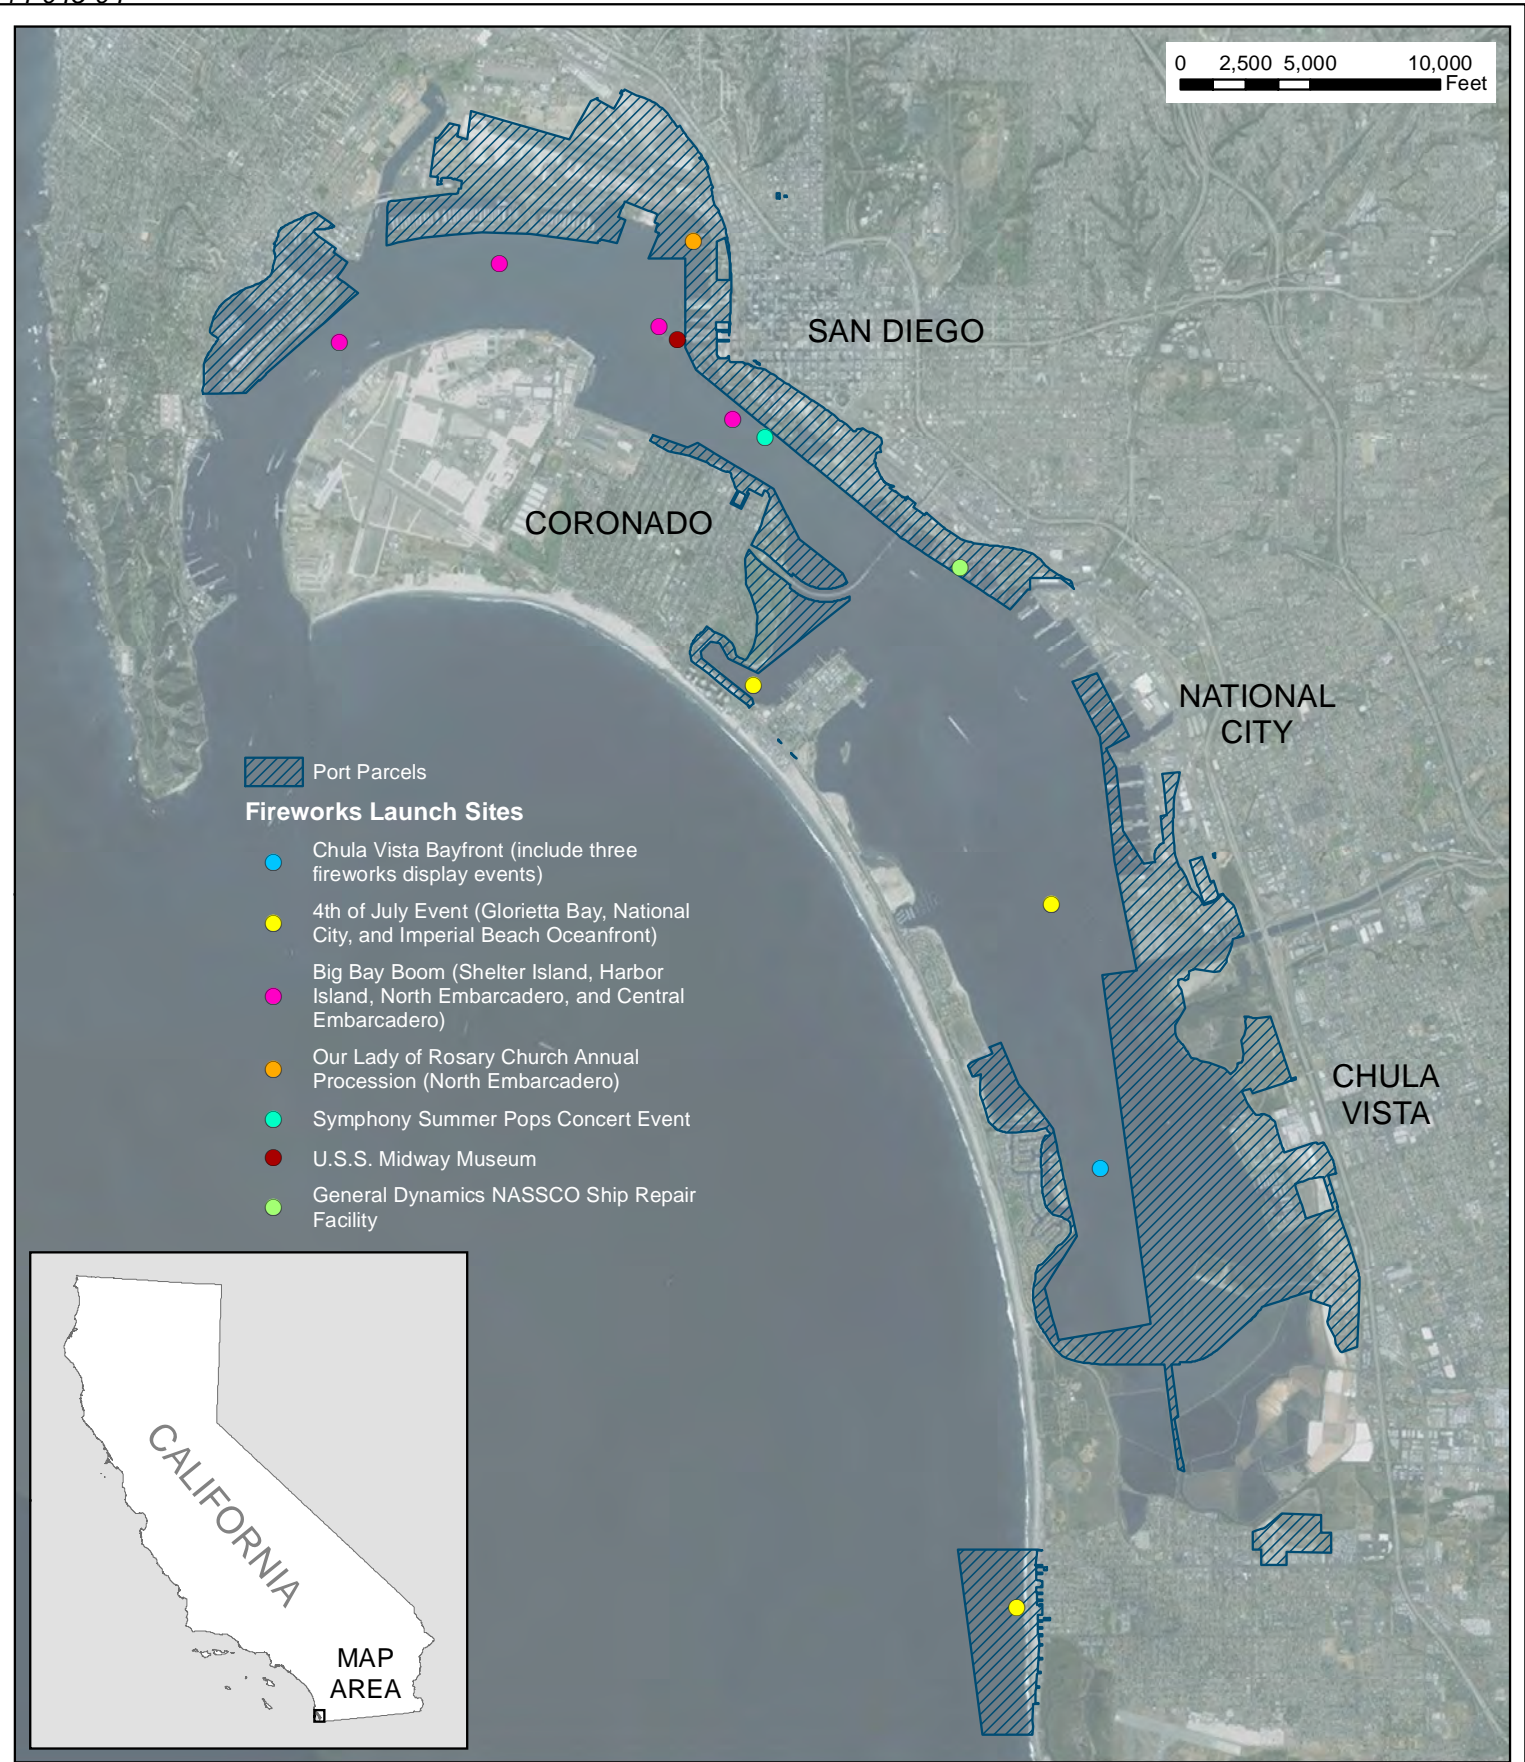 0 2,500 5,000 10,000
Feet
SAN DIEGO
CORONADO
NATIONAL
CITY
Port Parcels
Fireworks Launch Sites
Chula Vista Bayfront (include three
fireworks display events)
4th of July Event (Glorietta Bay, National
City, and Imperial Beach Oceanfront)
Big Bay Boom (Shelter Island, Harbor
Island, North Embarcadero, and Central
Embarcadero)
Our Lady of Rosary Church Annual
Procession (North Embarcadero)
Symphony Summer Pops Concert Event
U.S.S. Midway Museum
General Dynamics NASSCO Ship Repair
Facility
CHULA
VISTA
CALIFORNIA
MAP
AREA